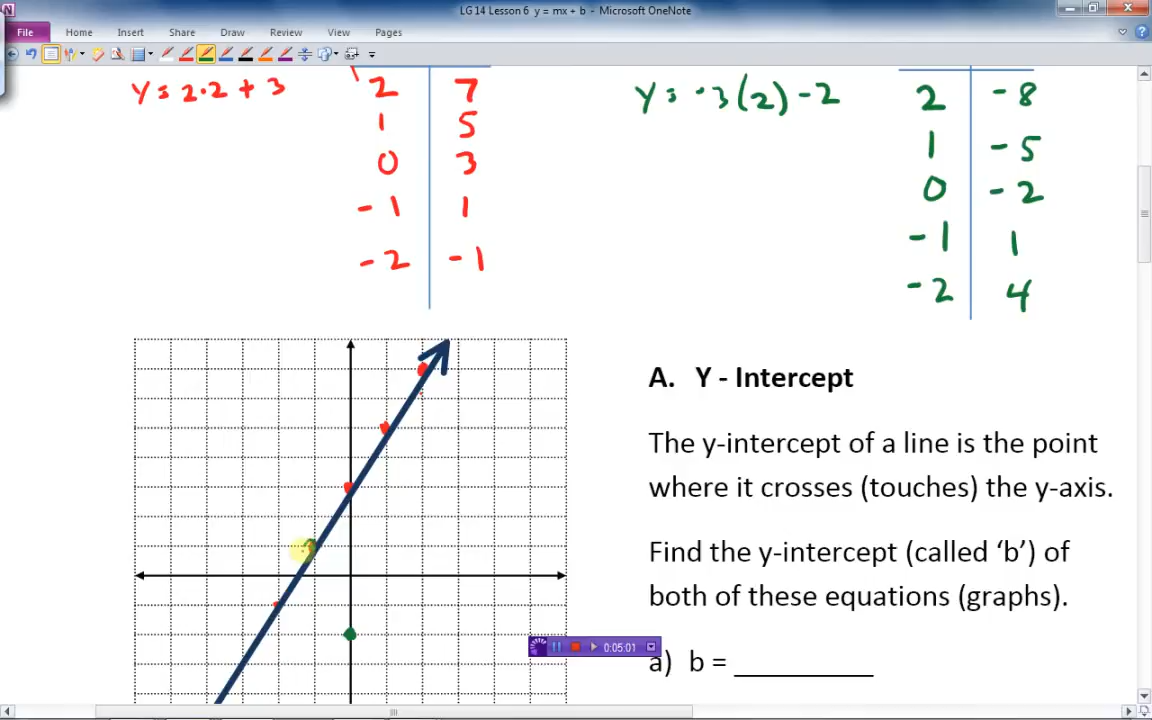 LG 14 Lesson 6 y = mx + b - Microsoft OneNote
File Home Insert Share Draw Review View Pages
y = 2·2 + 3
2 7
1 5
0 3
-1 1
-2 -1
y = -3(2) - 2
2 -8
1 -5
0 -2
-1 1
-2 4
A. Y - Intercept
The y-intercept of a line is the point
where it crosses (touches) the y-axis.
Find the y-intercept (called ‘b’) of
both of these equations (graphs).
0:05:01
a) b = _________